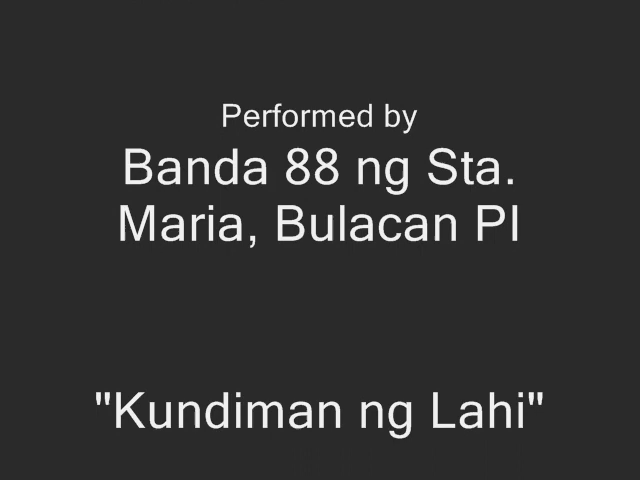 Performed by
Banda 88 ng Sta.
Maria, Bulacan PI
"Kundiman ng Lahi"